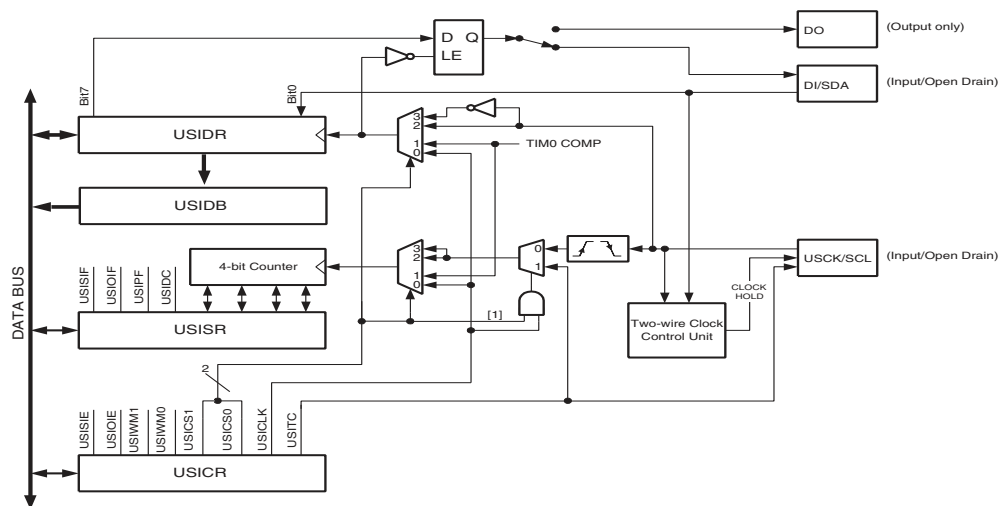 DO
(Output only)
D Q
LE
DI/SDA
(Input/Open Drain)
Bit7
Bit0
USIDR
3
2
1
0
TIM0 COMP
USIDB
DATA BUS
USISIF
USIOIF
USIPF
USIDC
4-bit Counter
USISR
3
2
1
0
0
1
[1]
USCK/SCL
(Input/Open Drain)
CLOCK
HOLD
Two-wire Clock
Control Unit
2
USISIE
USIOIE
USIWM1
USIWM0
USICS1
USICS0
USICLK
USITC
USICR